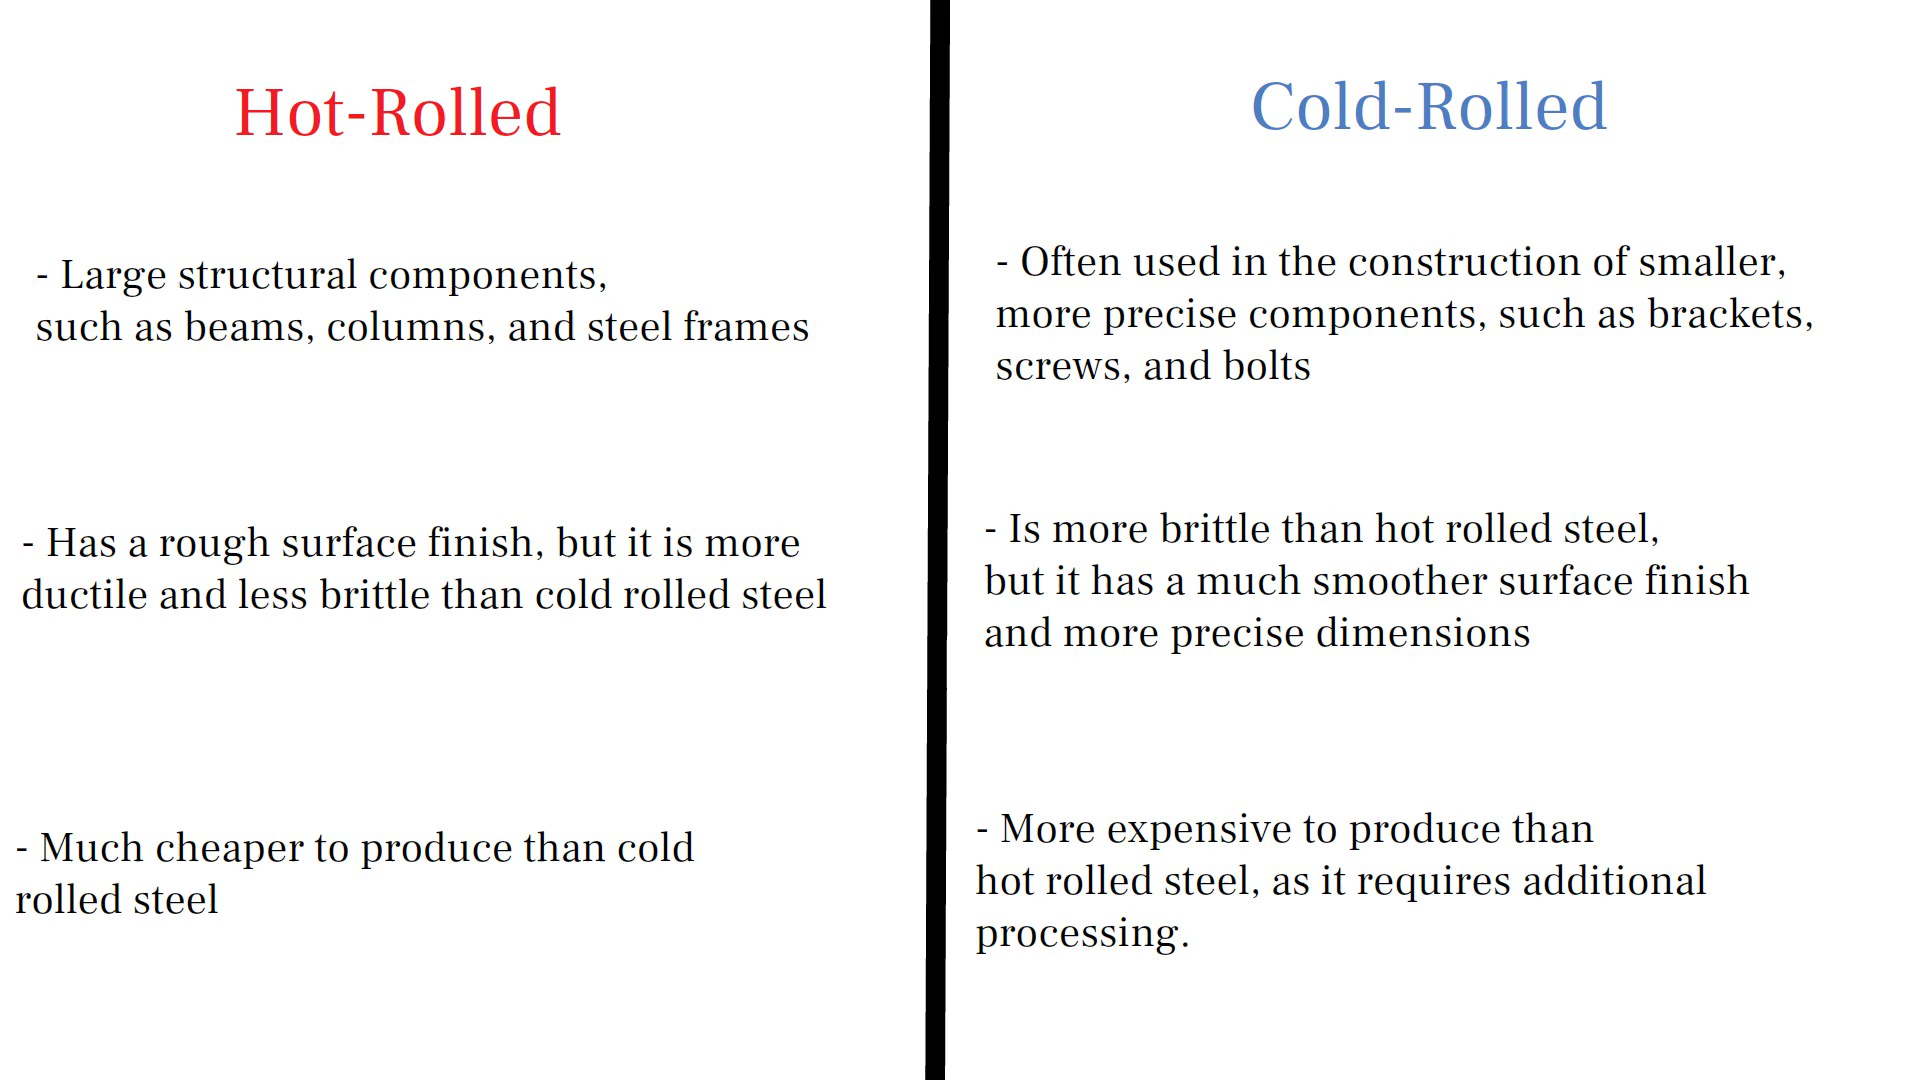 Hot-Rolled
- Large structural components,
such as beams, columns, and steel frames
- Has a rough surface finish, but it is more
ductile and less brittle than cold rolled steel
- Much cheaper to produce than cold
rolled steel
Cold-Rolled
- Often used in the construction of smaller,
more precise components, such as brackets,
screws, and bolts
- Is more brittle than hot rolled steel,
but it has a much smoother surface finish
and more precise dimensions
- More expensive to produce than
hot rolled steel, as it requires additional
processing.